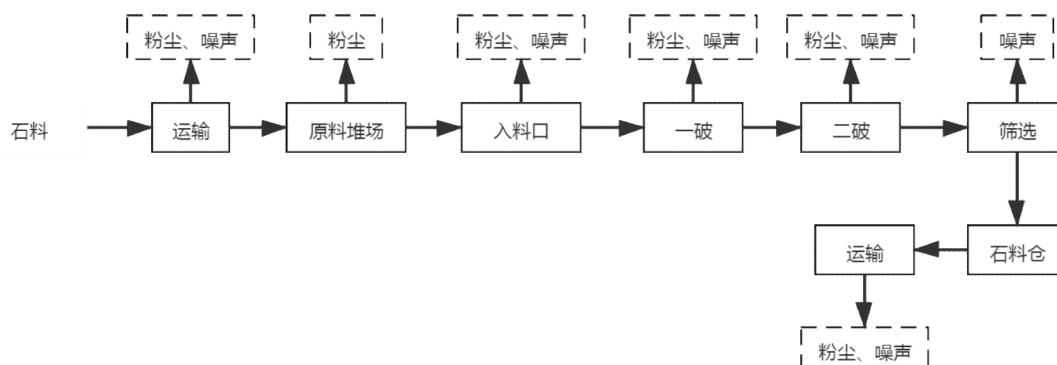 粉尘、噪声
粉尘
粉尘、噪声
粉尘、噪声
粉尘、噪声
噪声
石料
运输
原料堆场
入料口
一破
二破
筛选
运输
石料仓
粉尘、噪声